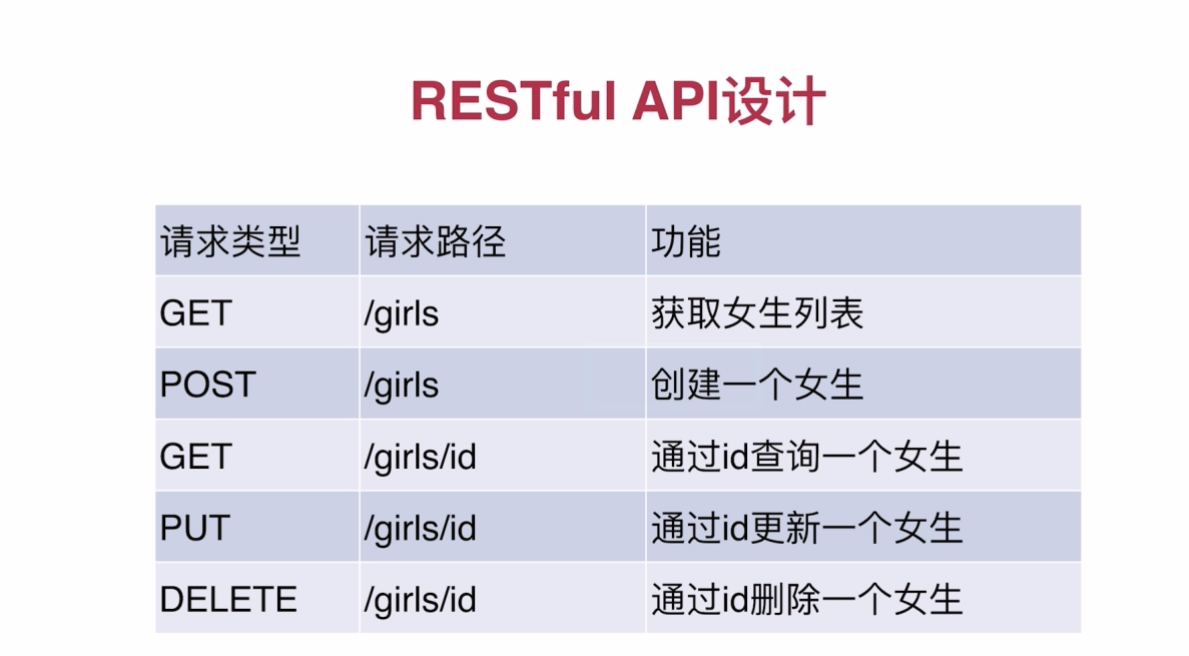 RESTful API设计
请求类型 请求路径 功能
GET /girls 获取女生列表
POST /girls 创建一个女生
GET /girls/id 通过id查询一个女生
PUT /girls/id 通过id更新一个女生
DELETE /girls/id 通过id删除一个女生